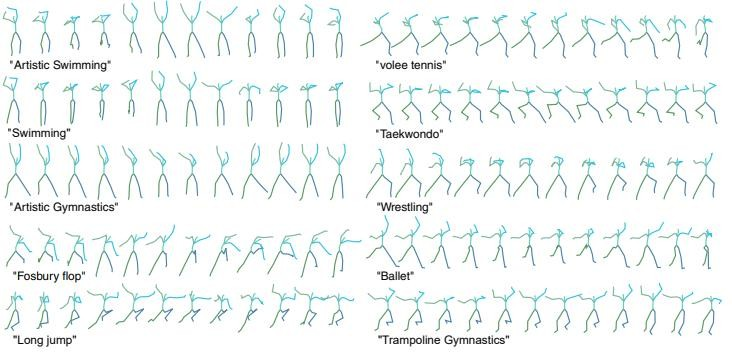 "Artistic Swimming"
"volee tennis"
"Swimming"
"Taekwondo"
"Artistic Gymnastics"
"Wrestling"
"Fosbury flop"
"Ballet"
"Long jump"
"Trampoline Gymnastics"